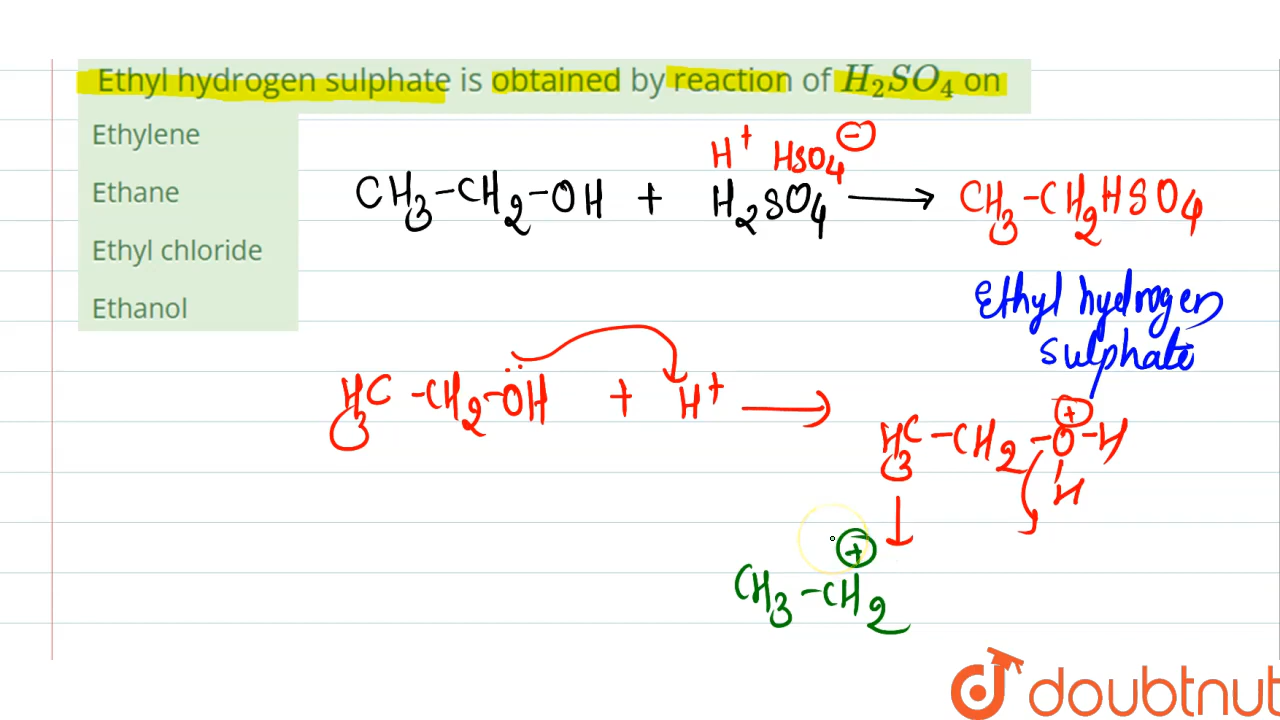 Ethyl hydrogen sulphate is obtained by reaction of H₂SO₄ on
Ethylene
Ethane
Ethyl chloride
Ethanol
H⁺ HSO₄⊖
CH₃-CH₂-OH + H₂SO₄ ⟶ CH₃-CH₂HSO₄
Ethyl hydrogen
sulphate
H₃C-CH₂-ÖH + H⁺ ⟶
⊕
H₃C-CH₂-O-H
H
↓
⊕
CH₃-CH₂
doubtnut